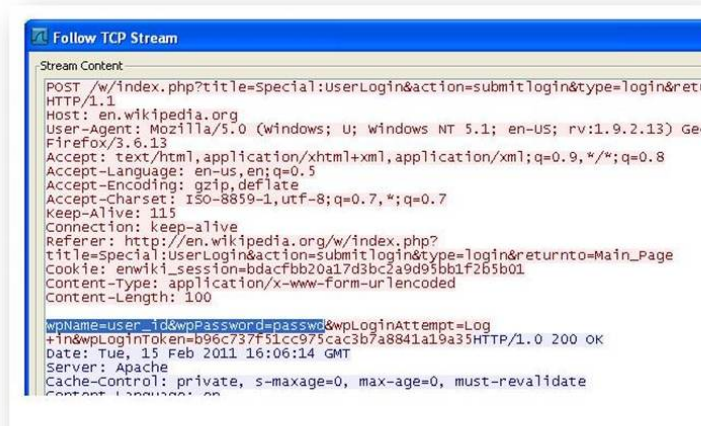 Follow TCP Stream
Stream Content
POST /w/index.php?title=Special:UserLogin&action=submitlogin&type=login&ret
HTTP/1.1
Host: en.wikipedia.org
User-Agent: Mozilla/5.0 (Windows; U; Windows NT 5.1; en-US; rv:1.9.2.13) Gec
Firefox/3.6.13
Accept: text/html,application/xhtml+xml,application/xml;q=0.9,*/*;q=0.8
Accept-Language: en-us,en;q=0.5
Accept-Encoding: gzip,deflate
Accept-Charset: ISO-8859-1,utf-8;q=0.7,*;q=0.7
Keep-Alive: 115
Connection: keep-alive
Referer: http://en.wikipedia.org/w/index.php?
title=Special:UserLogin&action=submitlogin&type=login&returnto=Main_Page
Cookie: enwiki_session=bdacfbb20a17d3bc2a9d95bb1f2b5b01
Content-Type: application/x-www-form-urlencoded
Content-Length: 100
wpName=user_id&wpPassword=passwd&wpLoginAttempt=Log
+in&wpLoginToken=b96c737f51cc975cac3b7a8841a19a35HTTP/1.0 200 OK
Date: Tue, 15 Feb 2011 16:06:14 GMT
Server: Apache
Cache-Control: private, s-maxage=0, max-age=0, must-revalidate
Content-Language: en